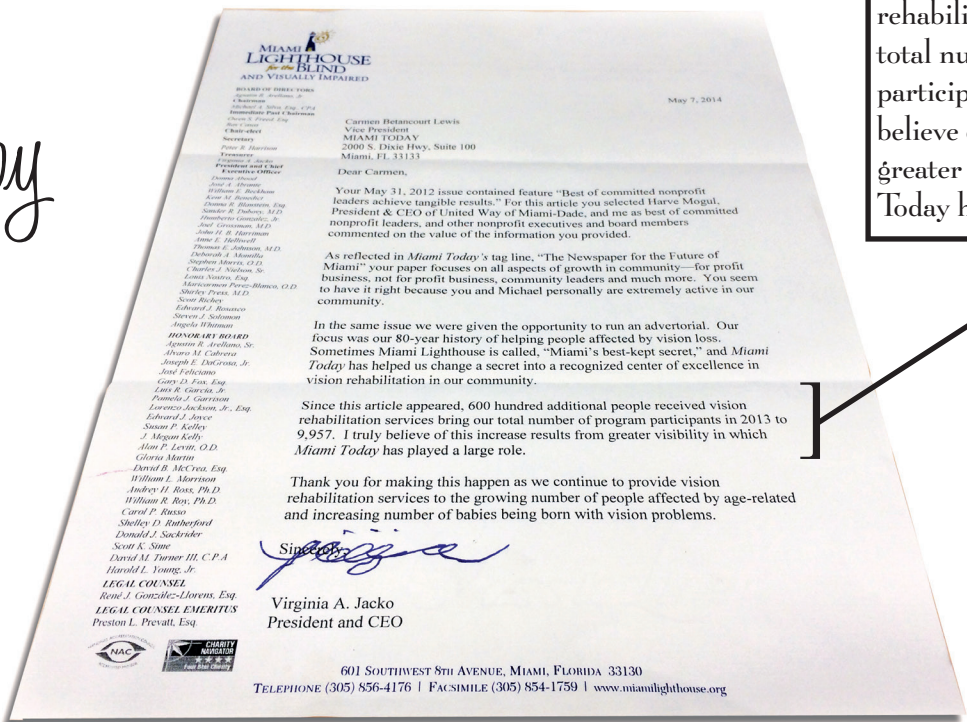 MIAMI
LIGHTHOUSE
for the BLIND
AND VISUALLY IMPAIRED
BOARD OF DIRECTORS
Agustin R. Arellano, Jr.
Chairman
Michael A. Silva, Esq., CPA
Immediate Past Chairman
Owen S. Freed, Esq.
Chair-elect
Secretary
Peter R. Harrison
Treasurer
Virginia A. Jacko
President and Chief
Executive Officer
Donna Abood
José A. Abrante
William E. Beckham
Kent M. Benedict
Donna R. Blaustein, Esq.
Sander R. Dubovy, M.D.
Humberto González, Jr.
Joel Grossman, M.D.
John H. B. Harriman
Anne E. Helliwell
Thomas E. Johnson, M.D.
Deborah A. Montilla
Stephen Morris, O.D.
Charles J. Nielson, Sr.
Louis Nostro, Esq.
Maricarmen Perez-Blanco, O.D.
Shirley Press, M.D.
Scott Richey
Edward J. Rosasco
Steven J. Solomon
Angela Whitman
HONORARY BOARD
Agustin R. Arellano, Sr.
Alvaro M. Cabrera
Joseph E. DaGrosa, Jr.
José Feliciano
Gary D. Fox, Esq.
Luis R. Garcia, Jr.
Pamela J. Garrison
Lorenzo Jackson, Jr., Esq.
Edward J. Joyce
Susan P. Kelley
J. Megan Kelly
Alan P. Levitt, O.D.
Gloria Martin
David B. McCrea, Esq.
William L. Morrison
Audrey H. Ross, Ph.D.
William R. Roy, Ph.D.
Carol P. Russo
Shelley D. Rutherford
Donald J. Sackrider
Scott K. Sime
David M. Turner III, C.P.A
Harold L. Young, Jr.
LEGAL COUNSEL
René J. González-Llorens, Esq.
LEGAL COUNSEL EMERITUS
Preston L. Prevatt, Esq.
NAC
CHARITY
NAVIGATOR
Four Star Charity
May 7, 2014
Carmen Betancourt Lewis
Vice President
MIAMI TODAY
2000 S. Dixie Hwy, Suite 100
Miami, FL 33133
Dear Carmen,
Your May 31, 2012 issue contained feature “Best of committed nonprofit
leaders achieve tangible results.” For this article you selected Harve Mogul,
President & CEO of United Way of Miami-Dade, and me as best of committed
nonprofit leaders, and other nonprofit executives and board members
commented on the value of the information you provided.
As reflected in Miami Today's tag line, “The Newspaper for the Future of
Miami” your paper focuses on all aspects of growth in community—for profit
business, not for profit business, community leaders and much more. You seem
to have it right because you and Michael personally are extremely active in our
community.
In the same issue we were given the opportunity to run an advertorial. Our
focus was our 80-year history of helping people affected by vision loss.
Sometimes Miami Lighthouse is called, “Miami's best-kept secret,” and Miami
Today has helped us change a secret into a recognized center of excellence in
vision rehabilitation in our community.
Since this article appeared, 600 hundred additional people received vision
rehabilitation services bring our total number of program participants in 2013 to
9,957. I truly believe of this increase results from greater visibility in which
Miami Today has played a large role.
Thank you for making this happen as we continue to provide vision
rehabilitation services to the growing number of people affected by age-related
and increasing number of babies being born with vision problems.
Sincerely,
Virginia A. Jacko
President and CEO
601 SOUTHWEST 8TH AVENUE, MIAMI, FLORIDA 33130
TELEPHONE (305) 856-4176 | FACSIMILE (305) 854-1759 | www.miamilighthouse.org
total nu
particip
believe
greater
Today h